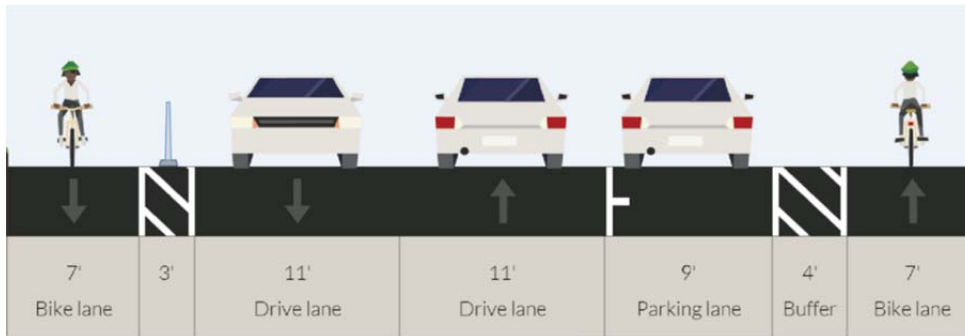 7' 3' 11' 11' 9' 4' 7'
Bike lane Drive lane Drive lane Parking lane Buffer Bike lane